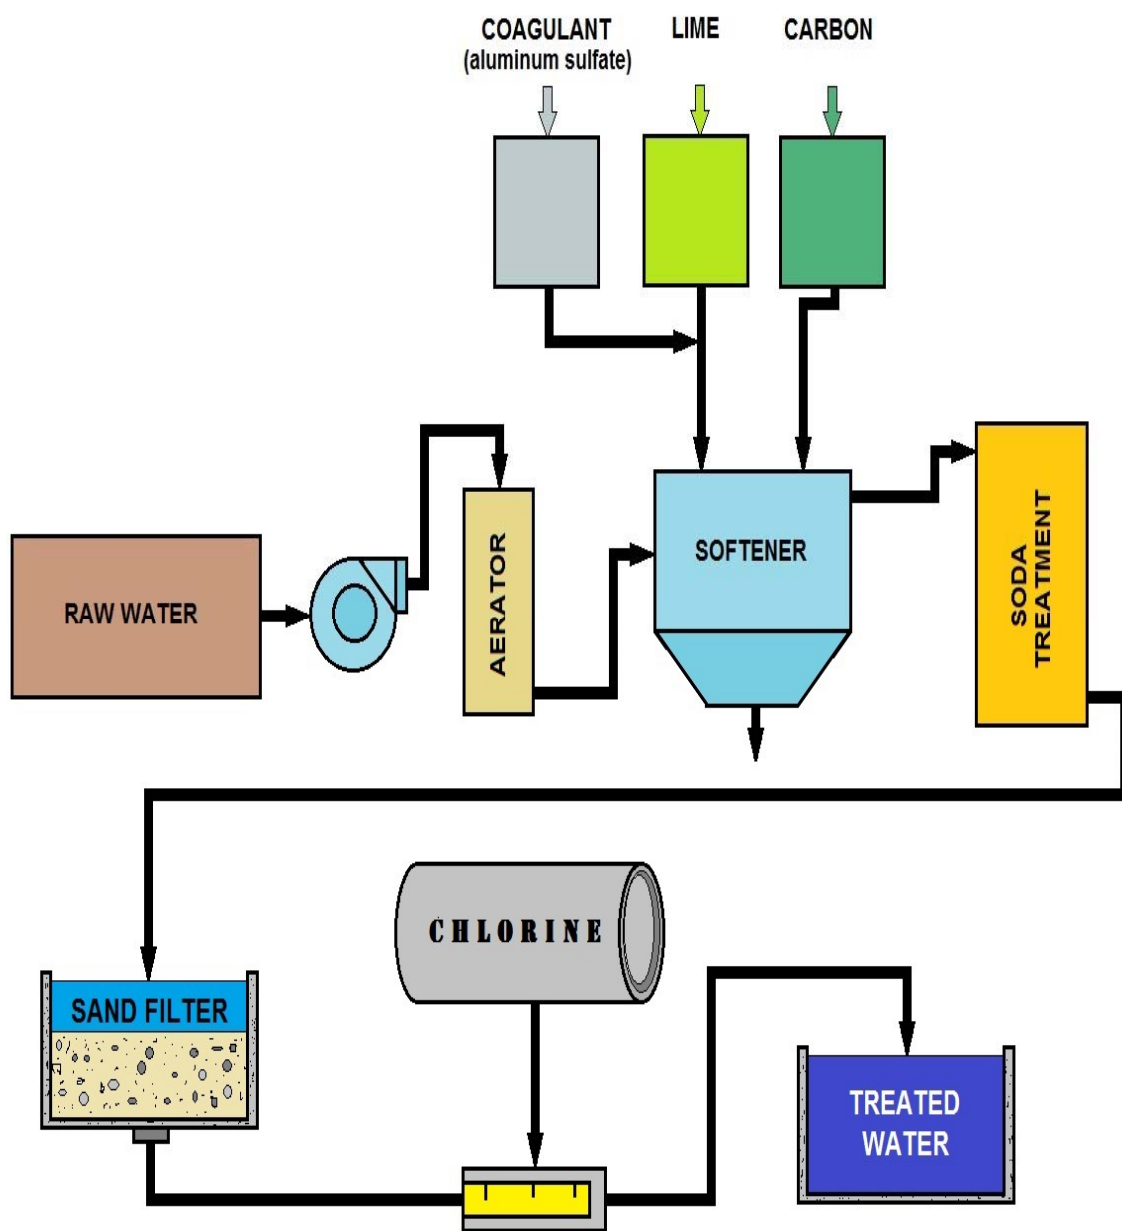 COAGULANT
(aluminum sulfate)
LIME
CARBON
RAW WATER
AERATOR
SOFTENER
SODA
TREATMENT
CHLORINE
SAND FILTER
TREATED
WATER